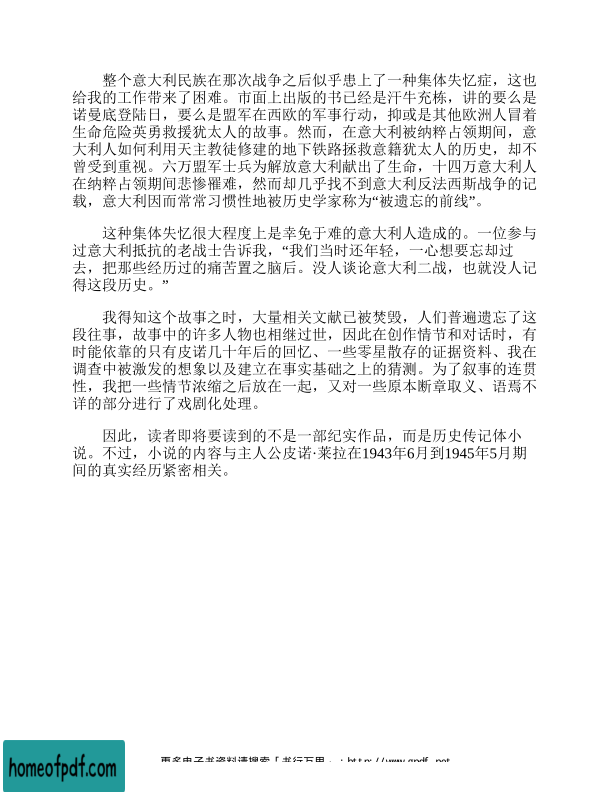 整个意大利民族在那次战争之后似乎患上了一种集体失忆症，这也
给我的工作带来了困难。市面上出版的书已经是汗牛充栋，讲的要么是
诺曼底登陆日，要么是盟军在西欧的军事行动，抑或是其他欧洲人冒着
生命危险英勇救援犹太人的故事。然而，在意大利被纳粹占领期间，意
大利人如何利用天主教徒修建的地下铁路拯救意籍犹太人的历史，却不
曾受到重视。六万盟军士兵为解放意大利献出了生命，十四万意大利人
在纳粹占领期间悲惨罹难，然而却几乎找不到意大利反法西斯战争的记
载，意大利因而常常习惯性地被历史学家称为“被遗忘的前线”。
这种集体失忆很大程度上是幸免于难的意大利人造成的。一位参与
过意大利抵抗的老战士告诉我，“我们当时还年轻，一心想要忘却过
去，把那些经历过的痛苦置之脑后。没人谈论意大利二战，也就没人记
得这段历史。”
我得知这个故事之时，大量相关文献已被焚毁，人们普遍遗忘了这
段往事，故事中的许多人物也相继过世，因此在创作情节和对话时，有
时能依靠的只有皮诺几十年后的回忆、一些零星散存的证据资料、我在
调查中被激发的想象以及建立在事实基础之上的猜测。为了叙事的连贯
性，我把一些情节浓缩之后放在一起，又对一些原本断章取义、语焉不
详的部分进行了戏剧化处理。
因此，读者即将要读到的不是一部纪实作品，而是历史传记体小
说。不过，小说的内容与主人公皮诺·莱拉在1943年6月到1945年5月期
间的真实经历紧密相关。
更多电子书资料请搜索「书行万里」：http://www.gpdf.net
homeofpdf.com